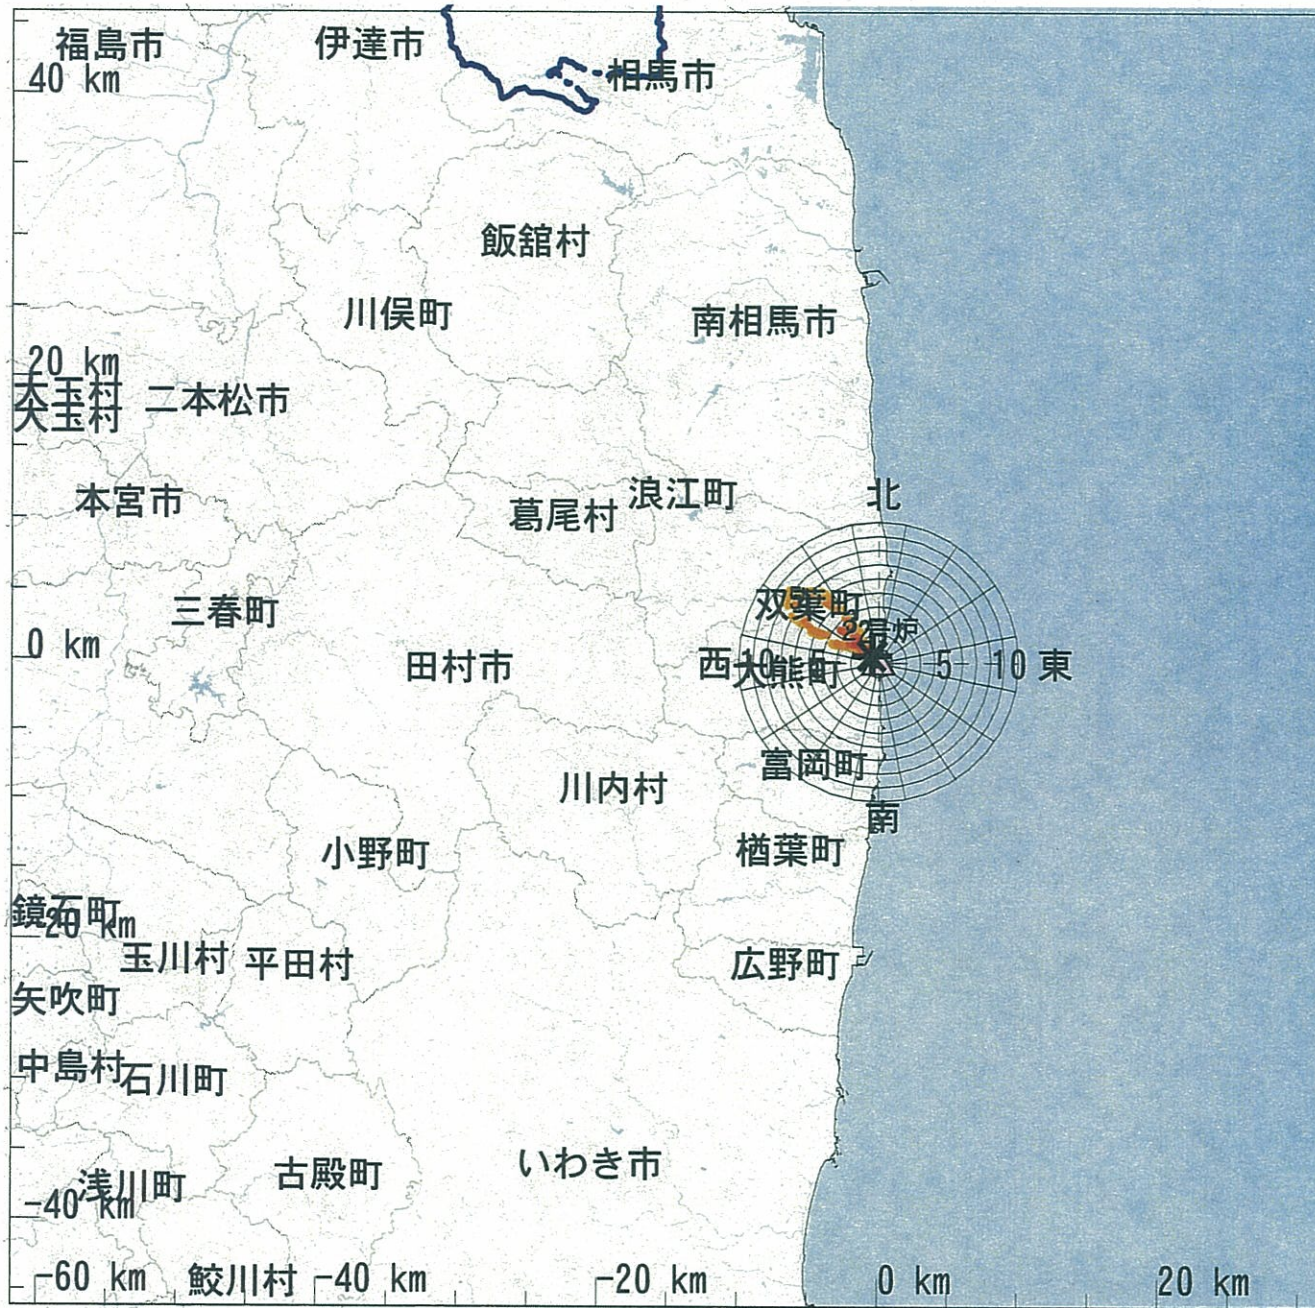 福島市
伊達市
40 km
相馬市
飯舘村
川俣町
南相馬市
20 km
大玉村
大玉村
二本松市
本宮市
葛尾村
浪江町
北
三春町
双葉町
号炉
0 km
田村市
西
10
5
大熊町
5
10
東
富岡町
川内村
南
小野町
楢葉町
鏡石町
-20 km
玉川村
平田村
広野町
矢吹町
中島村
石川町
いわき市
古殿町
浅川町
-40 km
-60 km
鮫川村
-40 km
-20 km
0 km
20 km